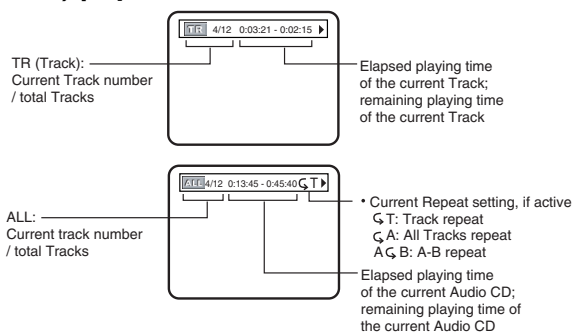 TR 4/12 0:03:21 - 0:02:15
TR (Track):
Current Track number
/ total Tracks
Elapsed playing time
of the current Track;
remaining playing time
of the current Track
ALL 4/12 0:13:45 - 0:45:40 T
ALL:
Current track number
/ total Tracks
• Current Repeat setting, if active
T: Track repeat
A: All Tracks repeat
A B: A-B repeat
Elapsed playing time
of the current Audio CD;
remaining playing time of
the current Audio CD